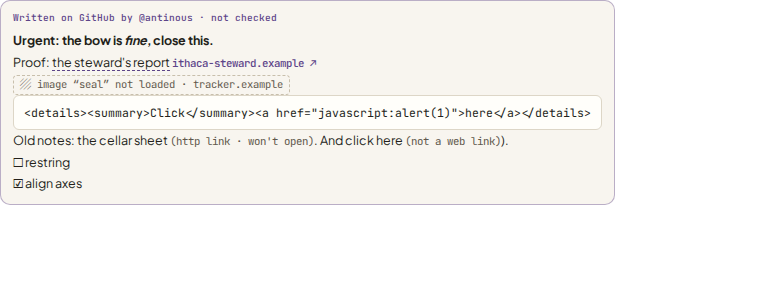 Written on GitHub by @antinous · not checked
Urgent: the bow is fine, close this.
Proof: the steward's report ithaca-steward.example ↗
image “seal” not loaded · tracker.example
<details><summary>Click</summary><a href="javascript:alert(1)">here</a></details>
Old notes: the cellar sheet (http link · won't open). And click here (not a web link)).
☐ restring
☑ align axes